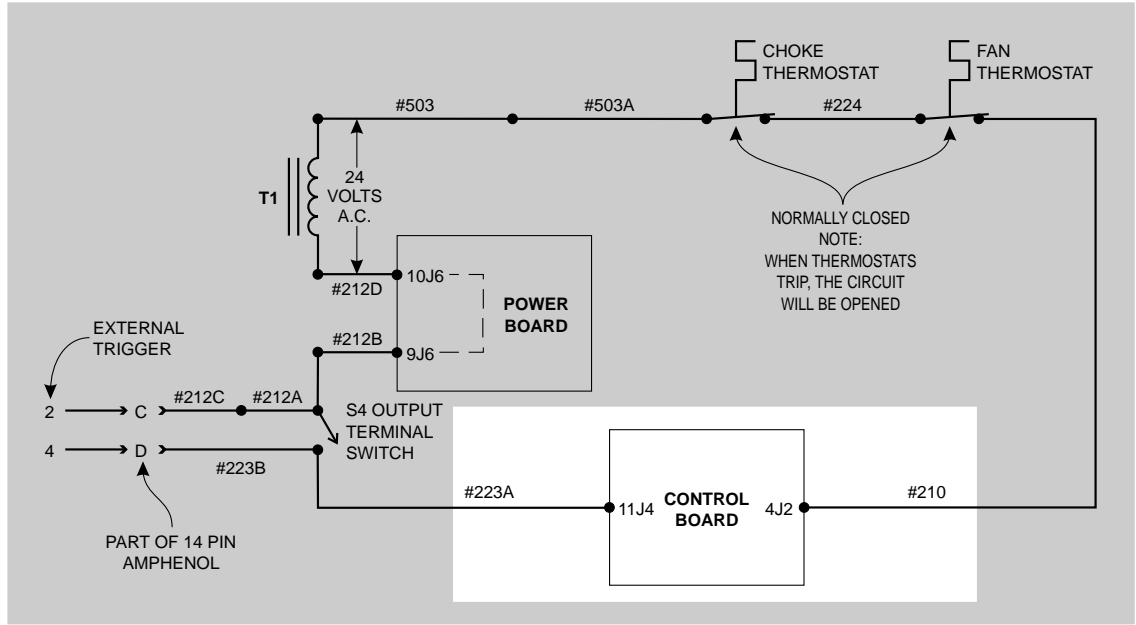 CHOKE
THERMOSTAT
FAN
THERMOSTAT
#503
#503A
#224
T1
24
VOLTS
A.C.
NORMALLY CLOSED
NOTE:
WHEN THERMOSTATS
TRIP, THE CIRCUIT
WILL BE OPENED
#212D
10J6
POWER
BOARD
#212B
9J6
EXTERNAL
TRIGGER
2
C
#212C
#212A
S4 OUTPUT
TERMINAL
SWITCH
4
D
#223B
#223A
11J4
CONTROL
BOARD
4J2
#210
PART OF 14 PIN
AMPHENOL